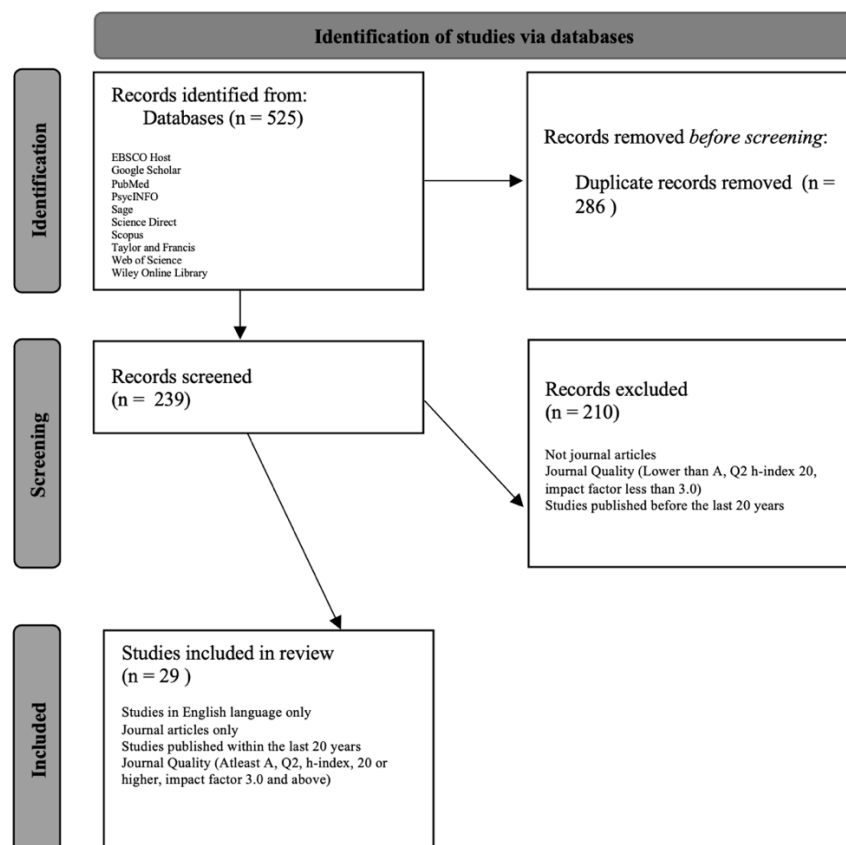 Identification of studies via databases
Identification
Records identified from:
Databases (n = 525)
EBSCO Host
Google Scholar
PubMed
PsycINFO
Sage
Science Direct
Scopus
Taylor and Francis
Web of Science
Wiley Online Library
Records removed before screening:
Duplicate records removed (n =
286 )
Screening
Records screened
(n = 239)
Records excluded
(n = 210)
Not journal articles
Journal Quality (Lower than A, Q2 h-index 20,
impact factor less than 3.0)
Studies published before the last 20 years
Included
Studies included in review
(n = 29 )
Studies in English language only
Journal articles only
Studies published within the last 20 years
Journal Quality (Atleast A, Q2, h-index, 20 or
higher, impact factor 3.0 and above)